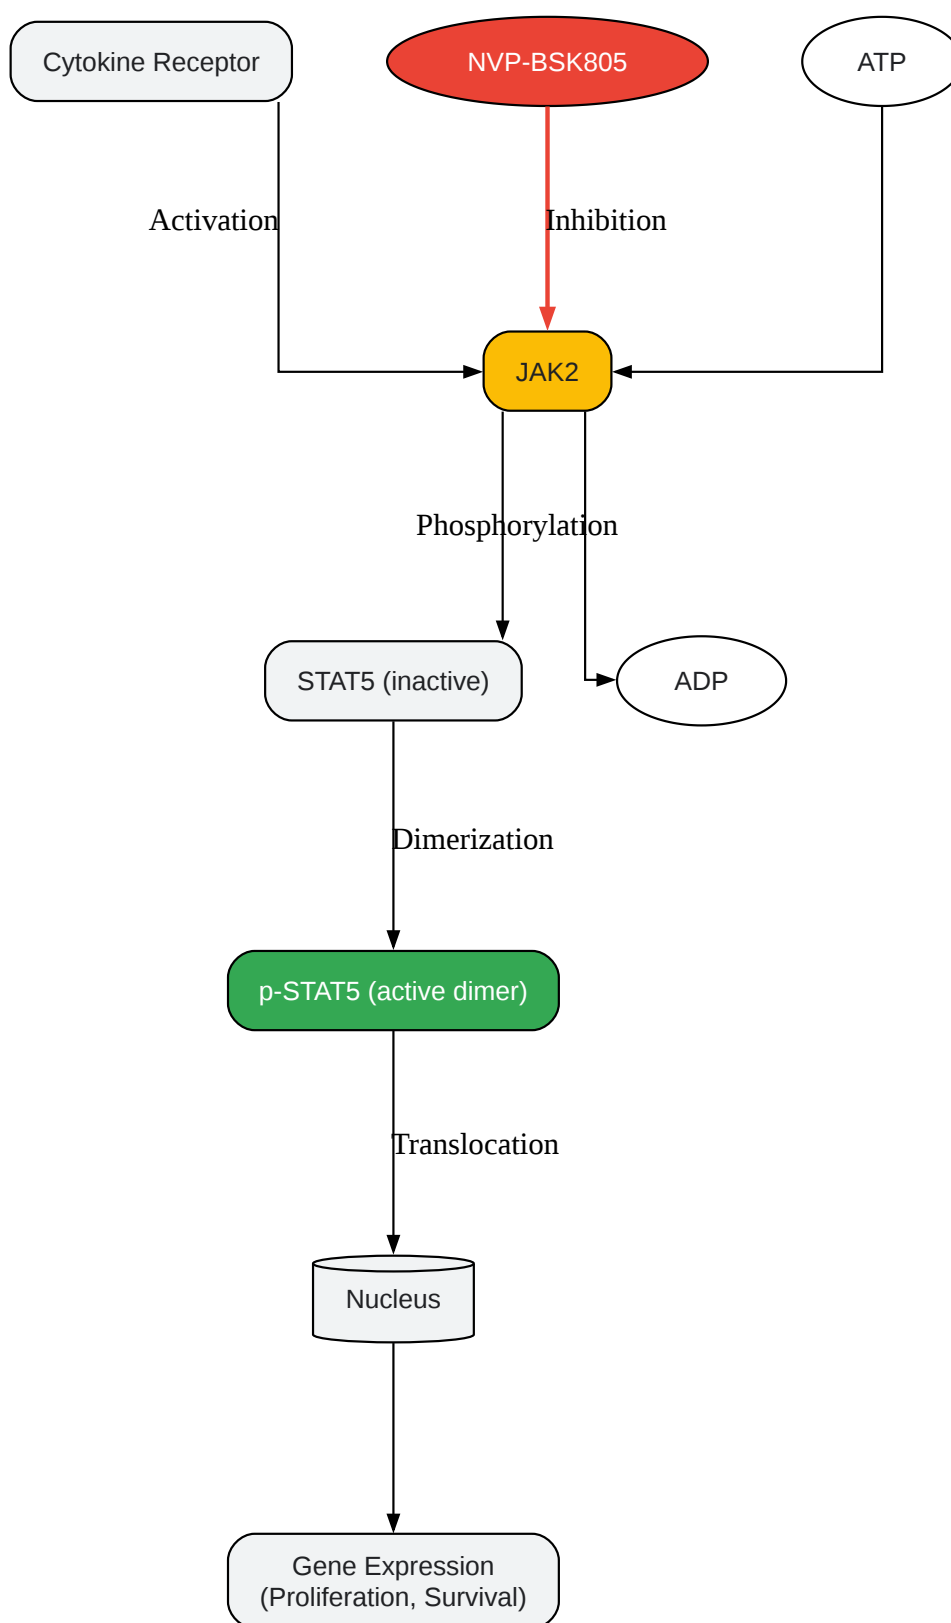 Cytokine Receptor
NVP-BSK805
ATP
Activation
Inhibition
JAK2
Phosphorylation
STAT5 (inactive)
ADP
Dimerization
p-STAT5 (active dimer)
Translocation
Nucleus
Gene Expression
(Proliferation, Survival)